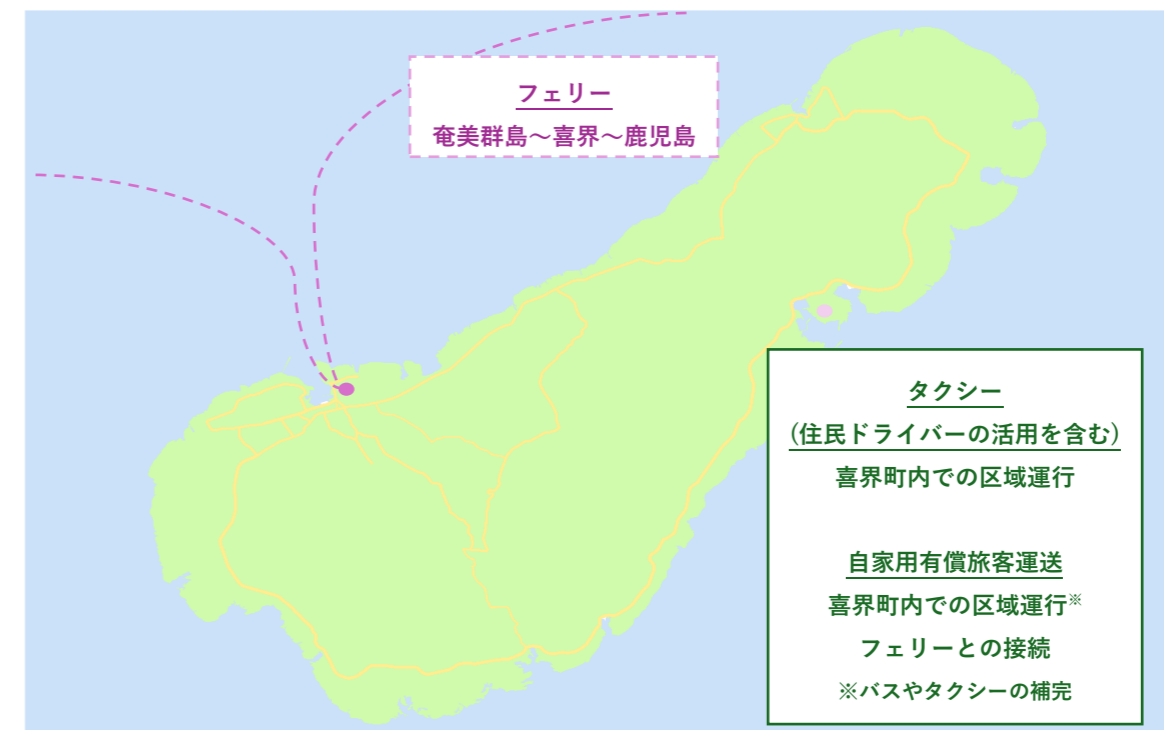 フェリー
奄美群島～喜界～鹿児島
タクシー
(住民ドライバーの活用を含む)
喜界町内での区域運行
自家用有償旅客運送
喜界町内での区域運行※
フェリーとの接続
※バスやタクシーの補完